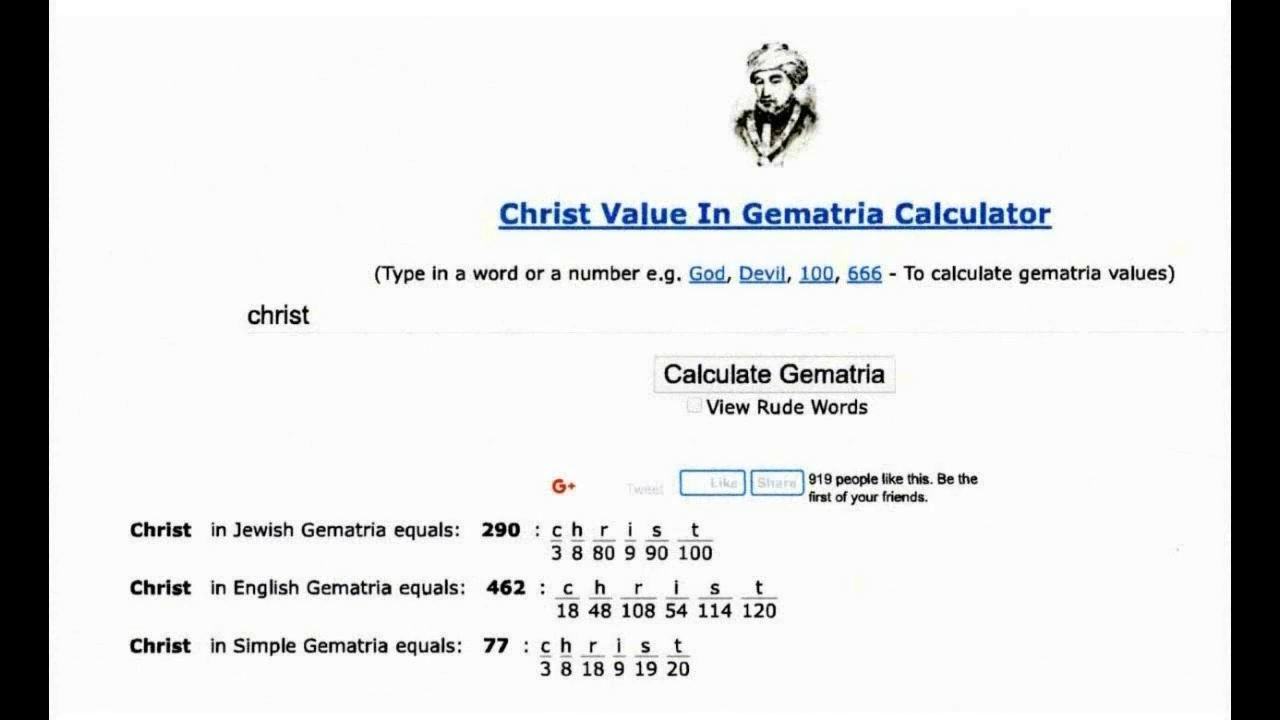 Christ Value In Gematria Calculator
(Type in a word or a number e.g. God, Devil, 100, 666 - To calculate gematria values)
christ
Calculate Gematria
View Rude Words
G+ Tweet Like Share 919 people like this. Be the
first of your friends.
Christ in Jewish Gematria equals: 290 : c h r i s t
3 8 80 9 90 100
Christ in English Gematria equals: 462 : c h r i s t
18 48 108 54 114 120
Christ in Simple Gematria equals: 77 : c h r i s t
3 8 18 9 19 20